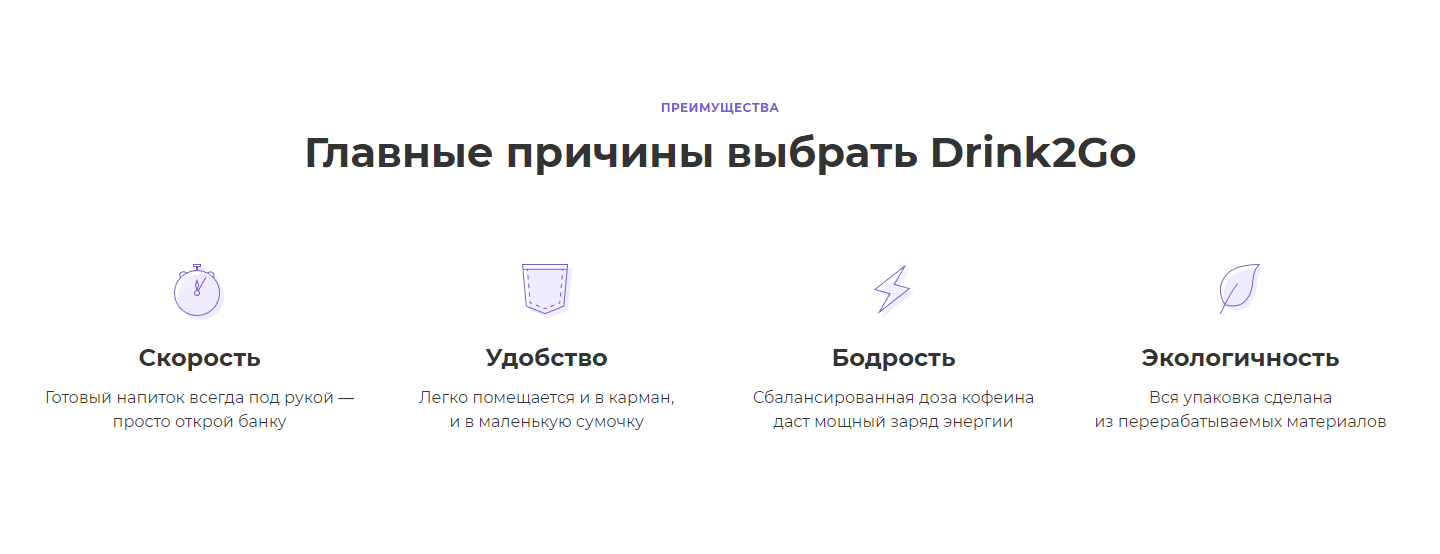 ПРЕИМУЩЕСТВА
Главные причины выбрать Drink2Go
Скорость
Готовый напиток всегда под рукой —
просто открой банку
Удобство
Легко помещается и в карман,
и в маленькую сумочку
Бодрость
Сбалансированная доза кофеина
даст мощный заряд энергии
Экологичность
Вся упаковка сделана
из перерабатываемых материалов